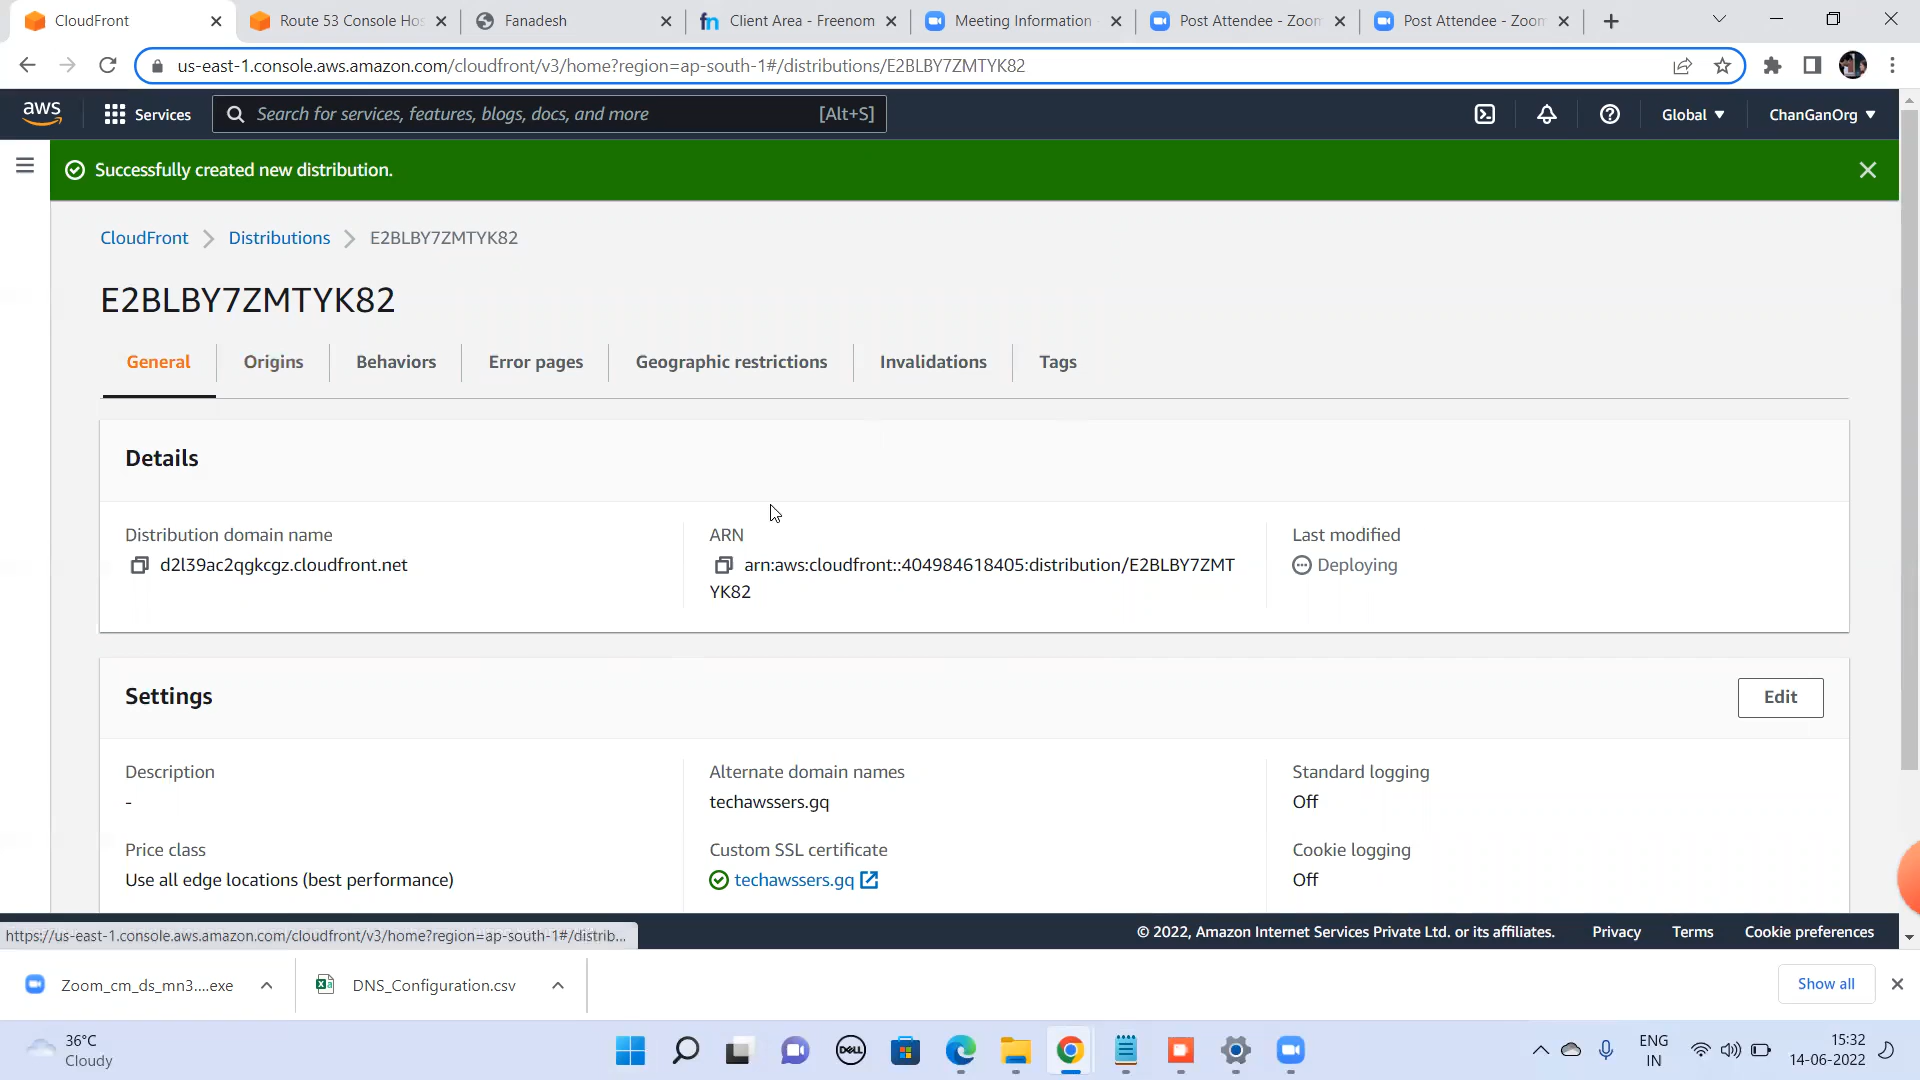 CloudFront
Route 53 Console Hos
Fanadesh
Client Area - Freenom
Meeting Information -
Post Attendee - Zoom
Post Attendee - Zoom
us-east-1.console.aws.amazon.com/cloudfront/v3/home?region=ap-south-1#/distributions/E2BLBY7ZMTYK82
aws
Services
Search for services, features, blogs, docs, and more
[Alt+S]
Global
ChanGanOrg
Successfully created new distribution.
CloudFront
Distributions
E2BLBY7ZMTYK82
E2BLBY7ZMTYK82
General
Origins
Behaviors
Error pages
Geographic restrictions
Invalidations
Tags
Details
Distribution domain name
d2l39ac2qgkcgz.cloudfront.net
ARN
arn:aws:cloudfront::404984618405:distribution/E2BLBY7ZMT
YK82
Last modified
Deploying
Settings
Edit
Description
-
Alternate domain names
techawssers.gq
Standard logging
Off
Price class
Use all edge locations (best performance)
Custom SSL certificate
techawssers.gq
Cookie logging
Off
https://us-east-1.console.aws.amazon.com/cloudfront/v3/home?region=ap-south-1#/distrib...
© 2022, Amazon Internet Services Private Ltd. or its affiliates.
Privacy
Terms
Cookie preferences
Zoom_cm_ds_mn3....exe
DNS_Configuration.csv
Show all
36°C
Cloudy
DELL
ENG
IN
15:32
14-06-2022